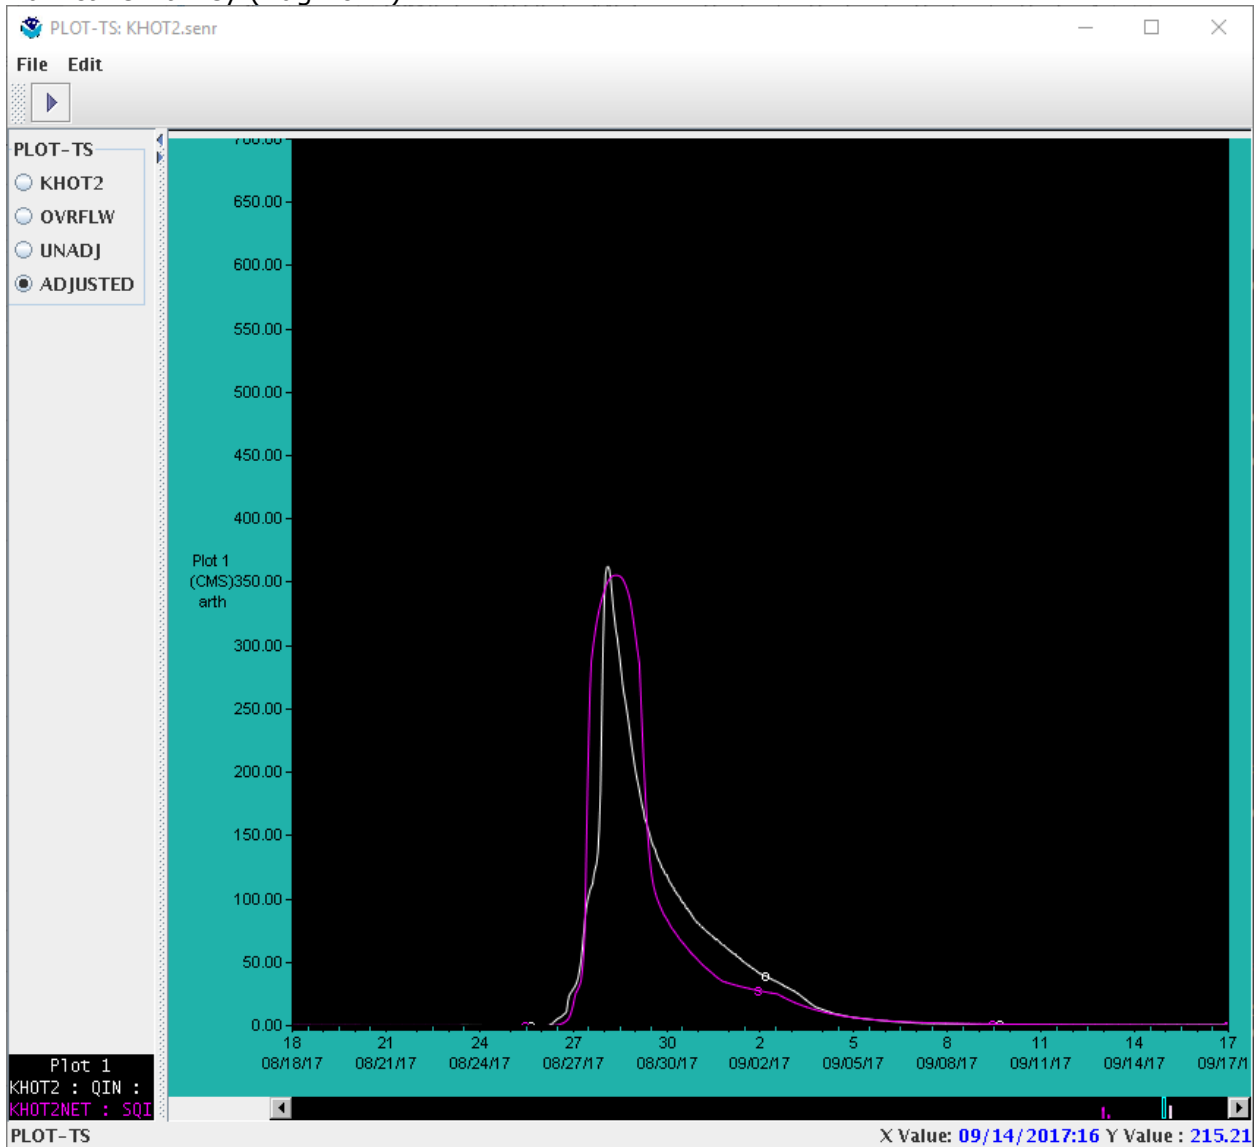 PLOT-TS: KHOT2.senr
File Edit
PLOT-TS
KHOT2
OVRFLW
UNADJ
ADJUSTED
700.00
650.00
600.00
550.00
500.00
450.00
400.00
Plot 1
(CMS)350.00
arth
300.00
250.00
200.00
150.00
100.00
50.00
0.00
18 21 24 27 30 2 5 8 11 14 17
08/18/17 08/21/17 08/24/17 08/27/17 08/30/17 09/02/17 09/05/17 09/08/17 09/11/17 09/14/17 09/17/1
Plot 1
KHOT2 : QIN :
KHOT2NET : SQI
PLOT-TS X Value: 09/14/2017:16 Y Value : 215.21